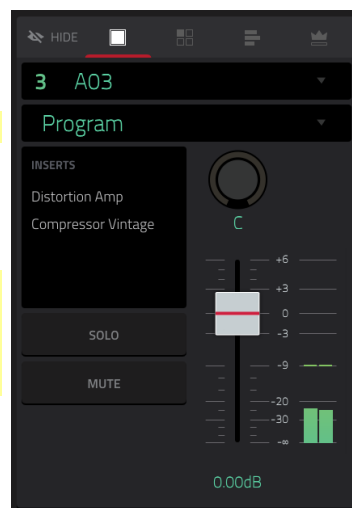 HIDE
3 A03
Program
INSERTS
Distortion Amp
Compressor Vintage
C
+6
+3
0
-3
-9
-20
-30
-∞
SOLO
MUTE
0.00dB